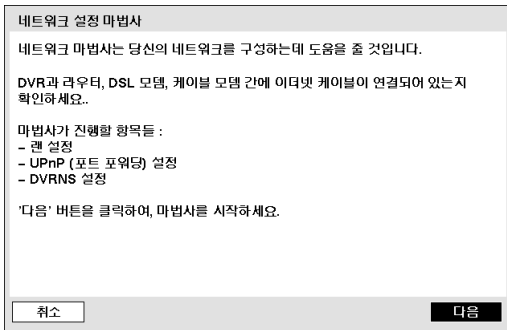 네트워크 설정 마법사
네트워크 마법사는 당신의 네트워크를 구성하는데 도움을 줄 것입니다.
DVR과 라우터, DSL 모뎀, 케이블 모뎀 간에 이더넷 케이블이 연결되어 있는지
확인하세요..
마법사가 진행할 항목들 :
– 랜 설정
– UPnP (포트 포워딩) 설정
– DVRNS 설정
'다음' 버튼을 클릭하여, 마법사를 시작하세요.
취소 다음